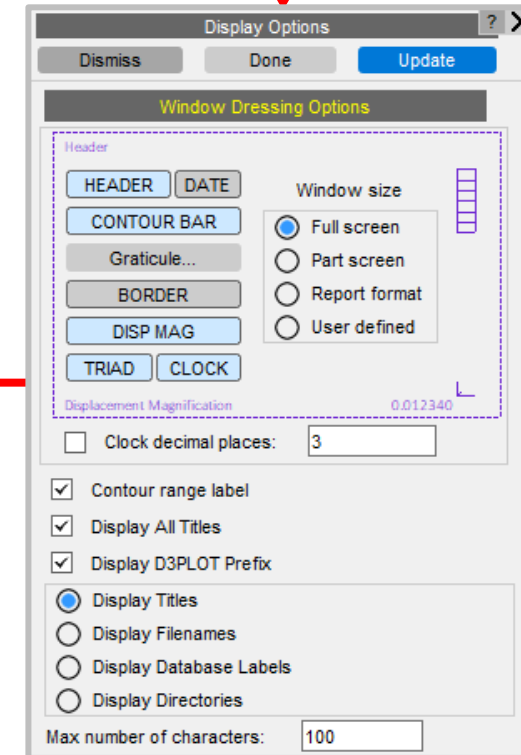 Display Options ?
Dismiss Done Update
Window Dressing Options
Header
HEADER DATE Window size
CONTOUR BAR Full screen
Graticule... Part screen
BORDER Report format
DISP MAG User defined
TRIAD CLOCK
Displacement Magnification 0.012340
Clock decimal places: 3
Contour range label
Display All Titles
Display D3PLOT Prefix
Display Titles
Display Filenames
Display Database Labels
Display Directories
Max number of characters: 100